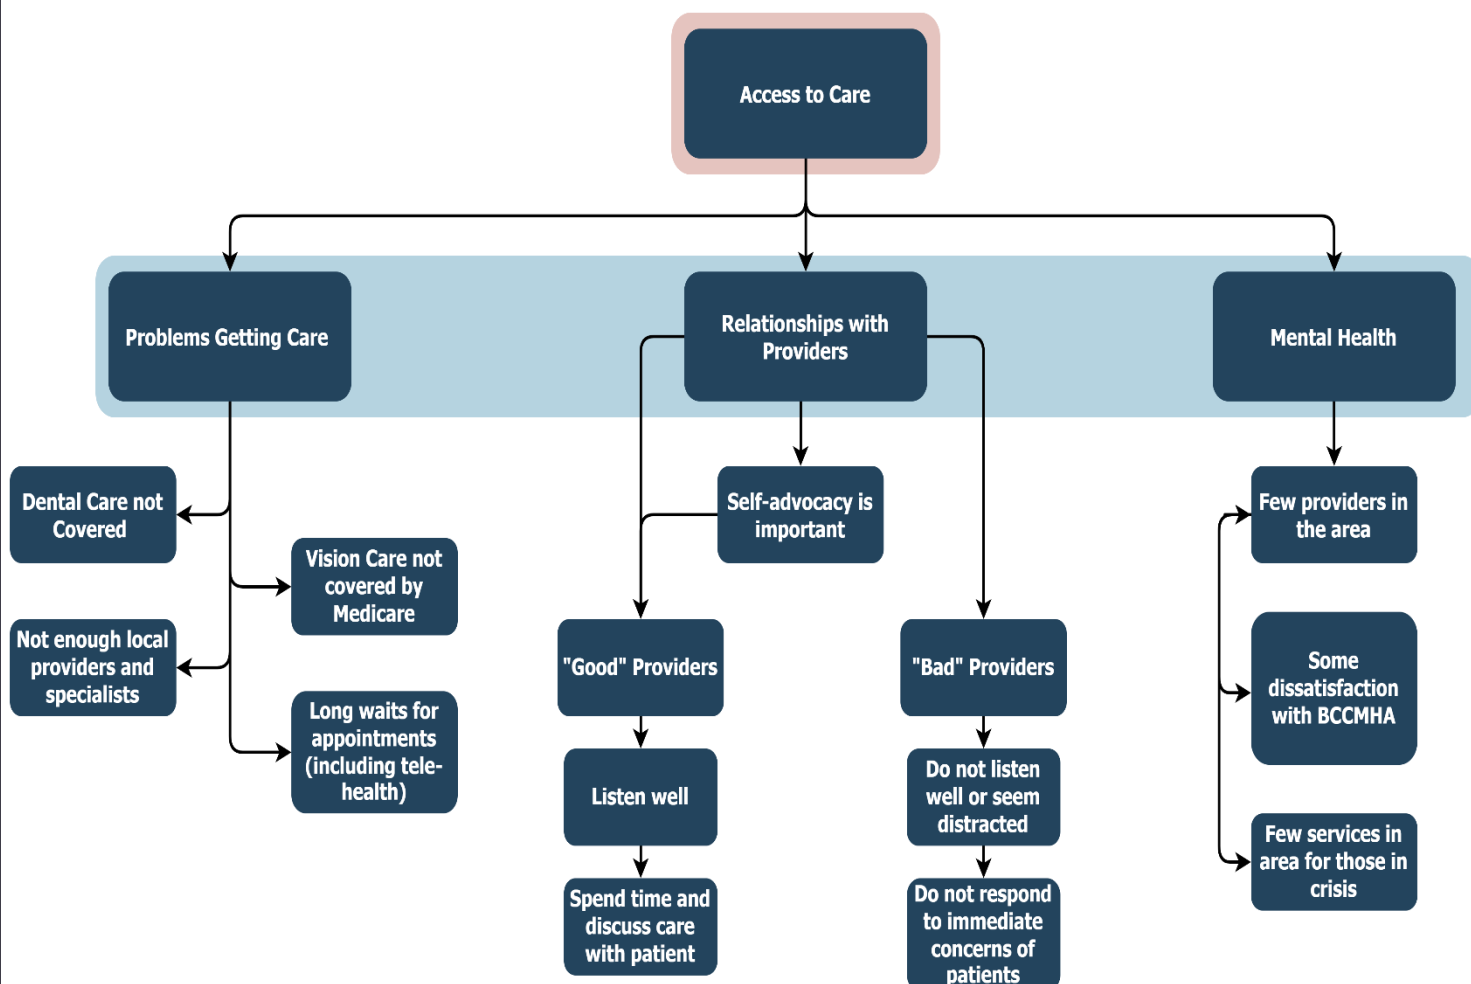 Access to Care
Problems Getting Care
Relationships with
Providers
Mental Health
Dental Care not
Covered
Vision Care not
covered by
Medicare
Not enough local
providers and
specialists
Long waits for
appointments
(including tele-
health)
Self-advocacy is
important
"Good" Providers
Listen well
Spend time and
discuss care
with patient
"Bad" Providers
Do not listen
well or seem
distracted
Do not respond
to immediate
concerns of
patients
Few providers in
the area
Some
dissatisfaction
with BCCMHA
Few services in
area for those in
crisis